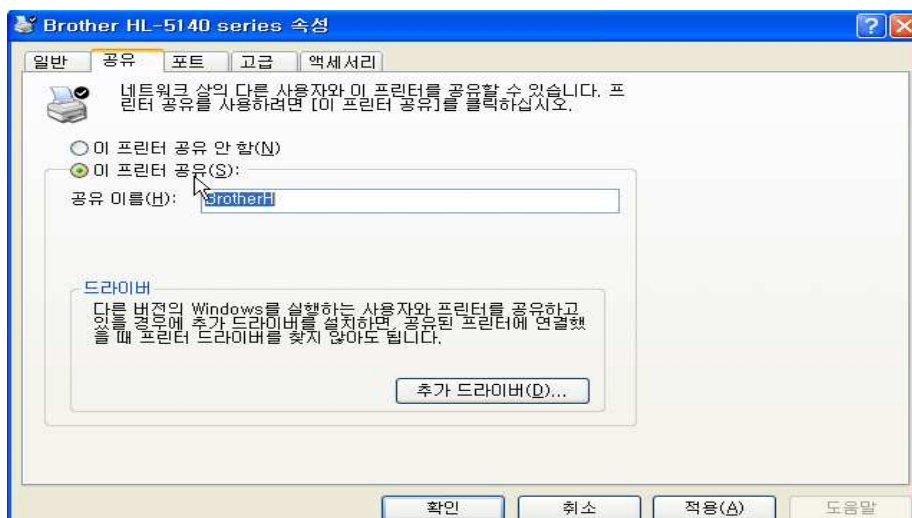 Brother HL-5140 series 속성
일반 공유 포트 고급 액세서리
네트워크 상의 다른 사용자와 이 프린터를 공유할 수 있습니다. 프
린터 공유를 사용하려면 [이 프린터 공유]를 클릭하십시오.
이 프린터 공유 안 함(N)
이 프린터 공유(S):
공유 이름(H): BrotherH
드라이버
다른 버전의 Windows를 실행하는 사용자와 프린터를 공유하고
있을 경우에 추가 드라이버를 설치하면, 공유된 프린터에 연결했
을 때 프린터 드라이버를 찾지 않아도 됩니다.
추가 드라이버(D)...
확인 취소 적용(A) 도움말